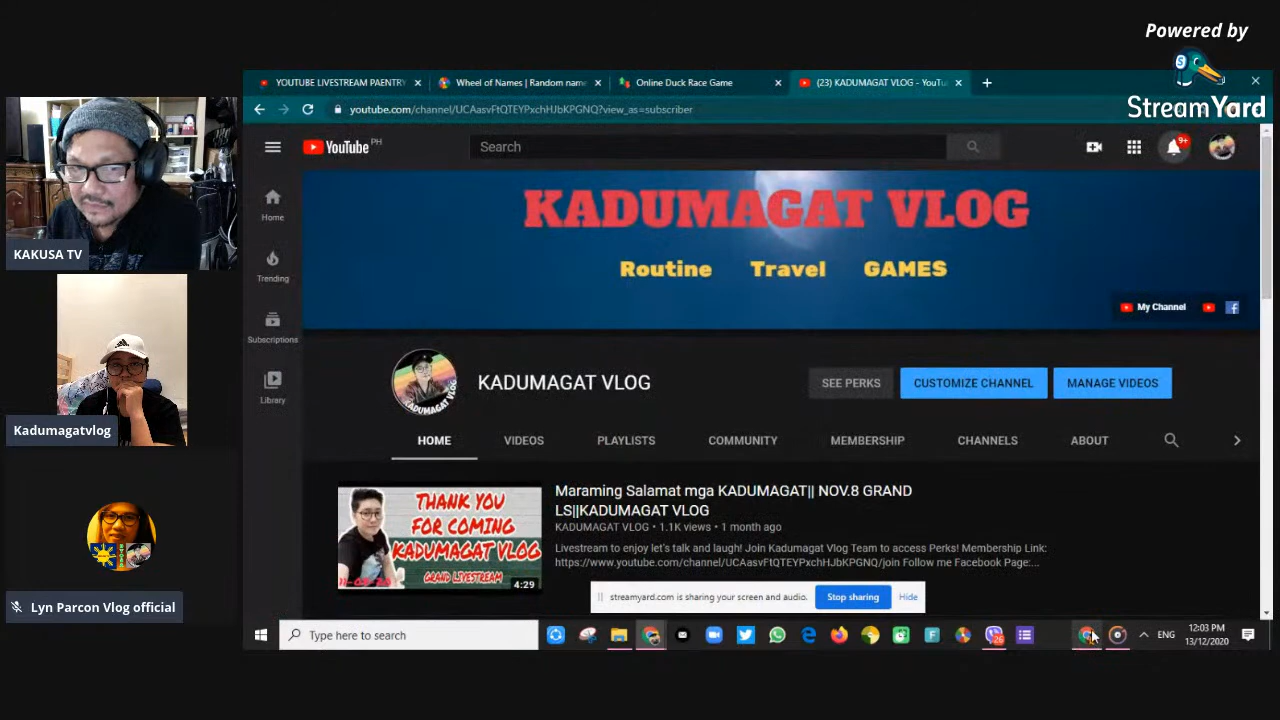 Powered by
StreamYard
YOUTUBE LIVESTREAM PAENTRY
Wheel of Names | Random name
Online Duck Race Game
(23) KADUMAGAT VLOG - YouTu
youtube.com/channel/UCAasvFtQTEYPxchHJbKPGNQ?view_as=subscriber
YouTube PH
Search
9+
KADUMAGAT VLOG
Routine Travel GAMES
My Channel
Home
Trending
Subscriptions
Library
KADUMAGAT VLOG
KADUMAGAT VLOG
SEE PERKS
CUSTOMIZE CHANNEL
MANAGE VIDEOS
HOME
VIDEOS
PLAYLISTS
COMMUNITY
MEMBERSHIP
CHANNELS
ABOUT
THANK YOU
FOR COMING
KADUMAGAT VLOG
GRAND LIVESTREAM
4:29
Maraming Salamat mga KADUMAGAT|| NOV.8 GRAND
LS||KADUMAGAT VLOG
KADUMAGAT VLOG • 1.1K views • 1 month ago
Livestream to enjoy let's talk and laugh! Join Kadumagat Vlog Team to access Perks! Membership Link:
https://www.youtube.com/channel/UCAasvFtQTEYPxchHJbKPGNQ/join Follow me Facebook Page:...
streamyard.com is sharing your screen and audio.
Stop sharing
Hide
Type here to search
26
ENG
12:03 PM
13/12/2020
KAKUSA TV
Kadumagatvlog
Lyn Parcon Vlog official